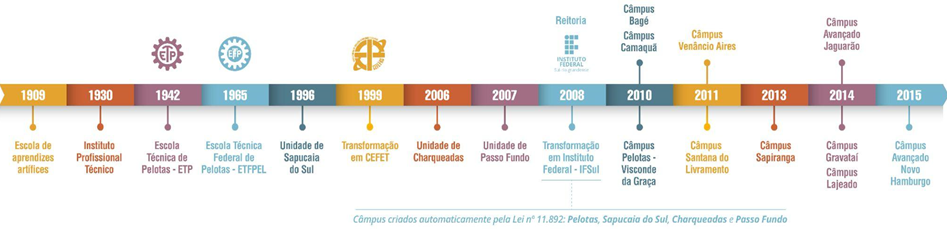 Reitoria
INSTITUTO
FEDERAL
Câmpus
Bagé
Câmpus
Camaquã
Câmpus
Venâncio Aires
Câmpus
Avançado
Jaguarão
ETP
ETFP
1909
1930
1942
1965
1996
1999
2006
2007
2008
2010
2011
2013
2014
2015
Escola de
aprendizes
artífices
Instituto
Profissional
Técnico
Escola
Técnica de
Pelotas - ETP
Escola Técnica
Federal de
Pelotas - ETFPEL
Unidade de
Sapucaia
do Sul
Transformação
em CEFET
Unidade de
Charqueadas
Unidade de
Passo Fundo
Transformação
em Instituto
Federal - IFSul
Câmpus
Pelotas -
Visconde
da Graça
Câmpus
Santana do
Livramento
Câmpus
Sapiranga
Câmpus
Gravataí
Câmpus
Lajeado
Câmpus
Avançado
Novo
Hamburgo
Câmpus criados automaticamente pela Lei nº 11.892: Pelotas, Sapucaia do Sul, Charqueadas e Passo Fundo